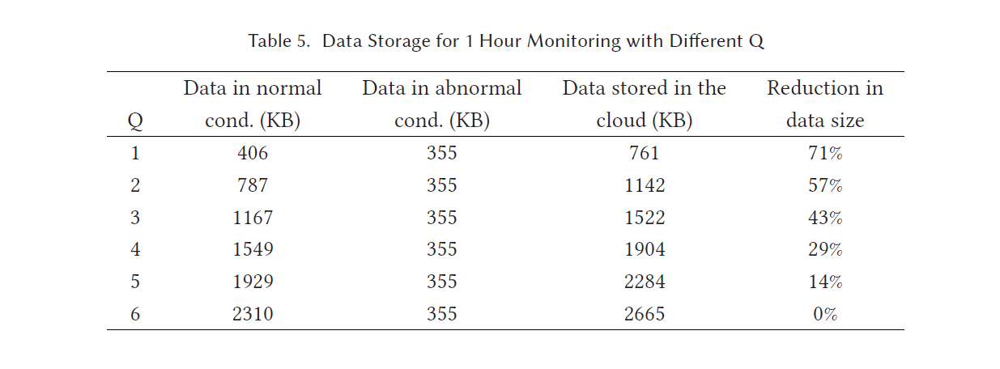 Table 5. Data Storage for 1 Hour Monitoring with Different Q
Data in normal Data in abnormal Data stored in the Reduction in
Q cond. (KB) cond. (KB) cloud (KB) data size
1 406 355 761 71%
2 787 355 1142 57%
3 1167 355 1522 43%
4 1549 355 1904 29%
5 1929 355 2284 14%
6 2310 355 2665 0%